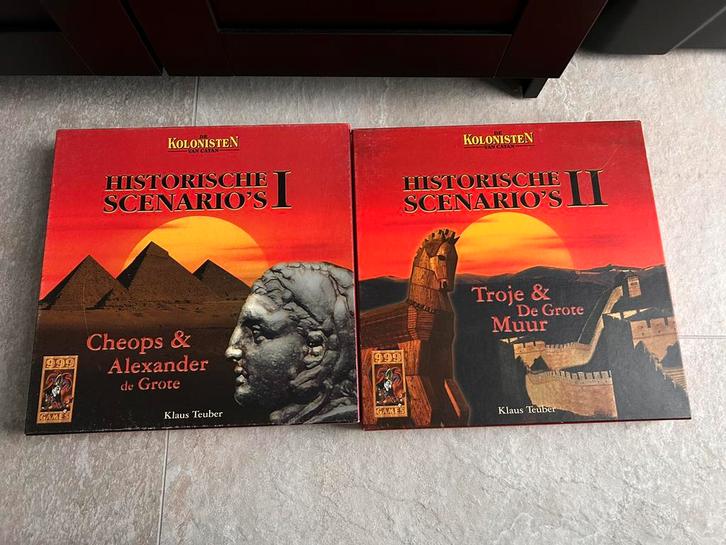 DE
KOLONISTEN
VAN CATAN
HISTORISCHE
SCENARIO'S I
Cheops &
Alexander
de Grote
999
GAMES
Klaus Teuber
DE
KOLONISTEN
VAN CATAN
HISTORISCHE
SCENARIO'S II
Troje &
De Grote
Muur
999
GAMES
Klaus Teuber